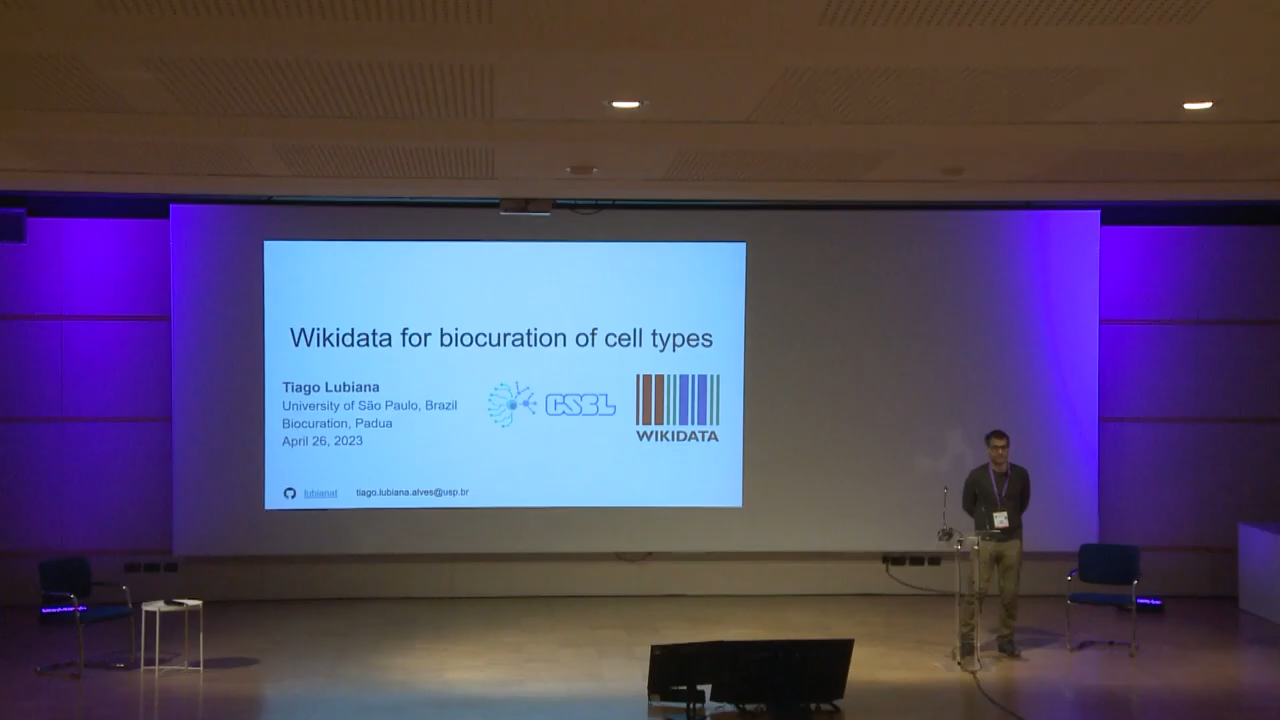 Wikidata for biocuration of cell types
Tiago Lubiana
University of São Paulo, Brazil
Biocuration, Padua
April 26, 2023
CSBL
WIKIDATA
lubianat
tiago.lubiana.alves@usp.br